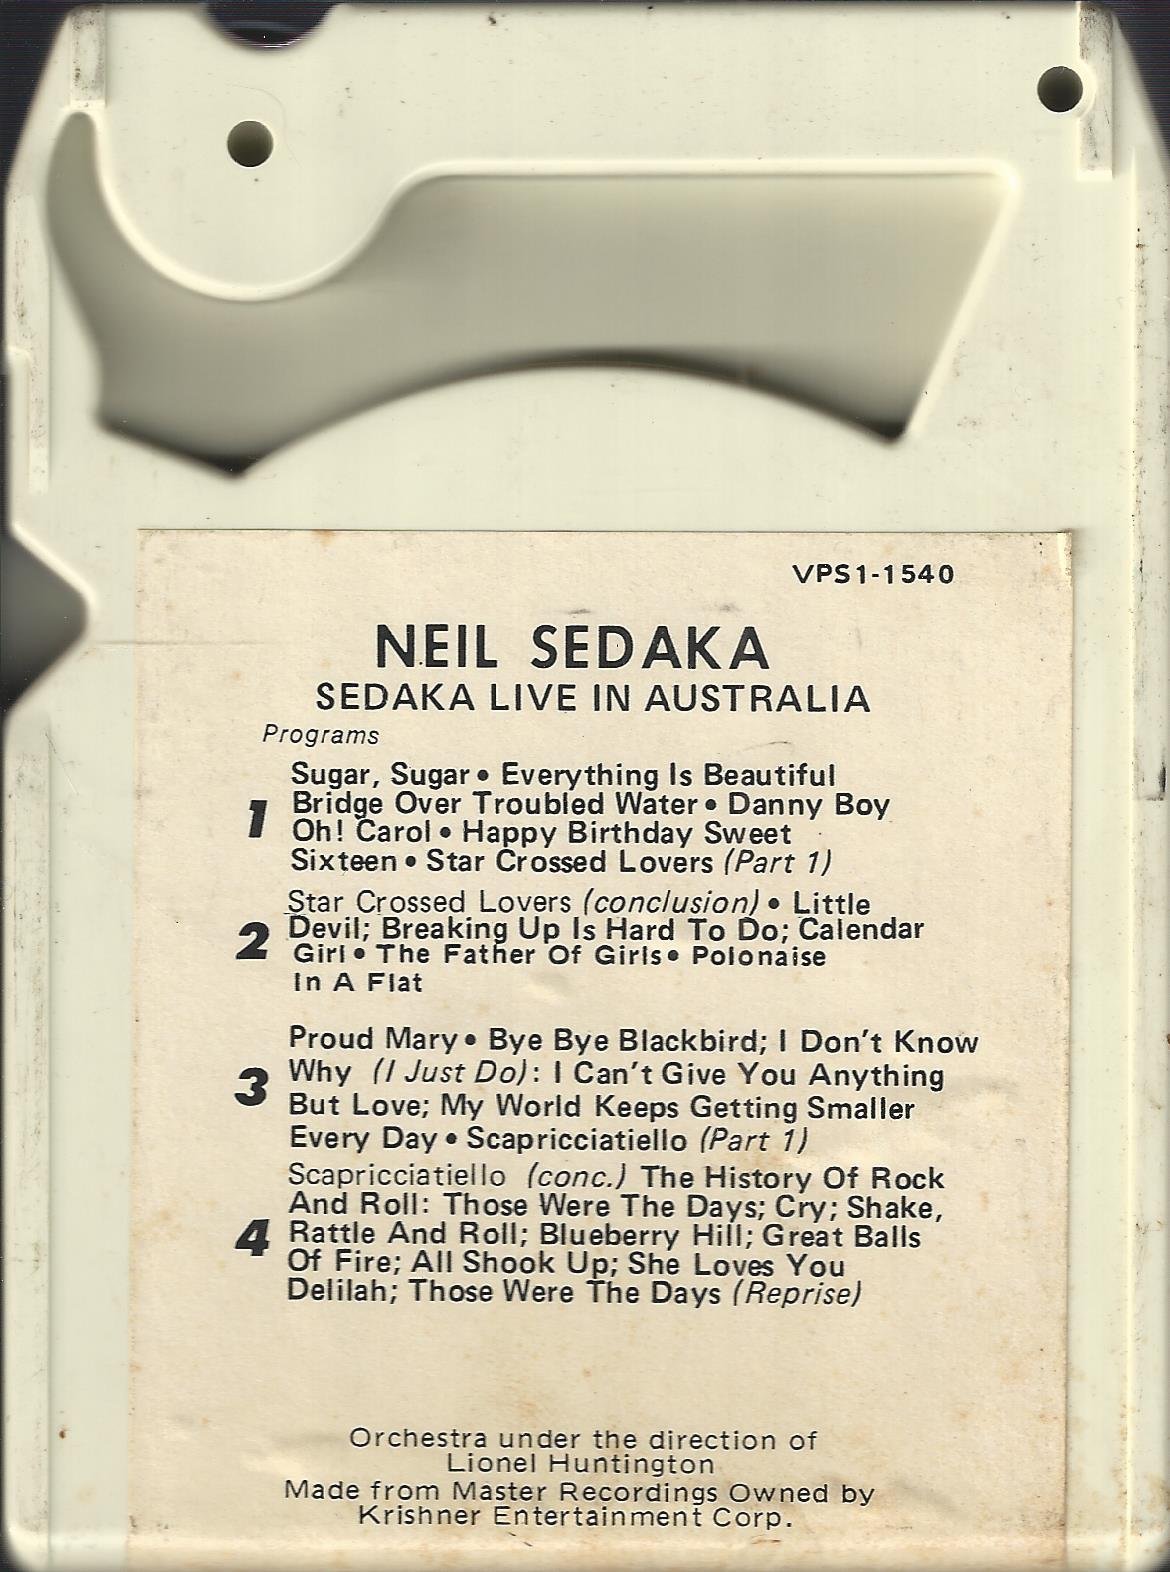 VPS1-1540
NEIL SEDAKA
SEDAKA LIVE IN AUSTRALIA
Programs
1
Sugar, Sugar • Everything Is Beautiful
Bridge Over Troubled Water • Danny Boy
Oh! Carol • Happy Birthday Sweet
Sixteen • Star Crossed Lovers (Part 1)
2
Star Crossed Lovers (conclusion) • Little
Devil; Breaking Up Is Hard To Do; Calendar
Girl • The Father Of Girls • Polonaise
In A Flat
3
Proud Mary • Bye Bye Blackbird; I Don't Know
Why (I Just Do): I Can't Give You Anything
But Love; My World Keeps Getting Smaller
Every Day • Scapricciatiello (Part 1)
4
Scapricciatiello (conc.) The History Of Rock
And Roll: Those Were The Days; Cry; Shake,
Rattle And Roll; Blueberry Hill; Great Balls
Of Fire; All Shook Up; She Loves You
Delilah; Those Were The Days (Reprise)
Orchestra under the direction of
Lionel Huntington
Made from Master Recordings Owned by
Krishner Entertainment Corp.